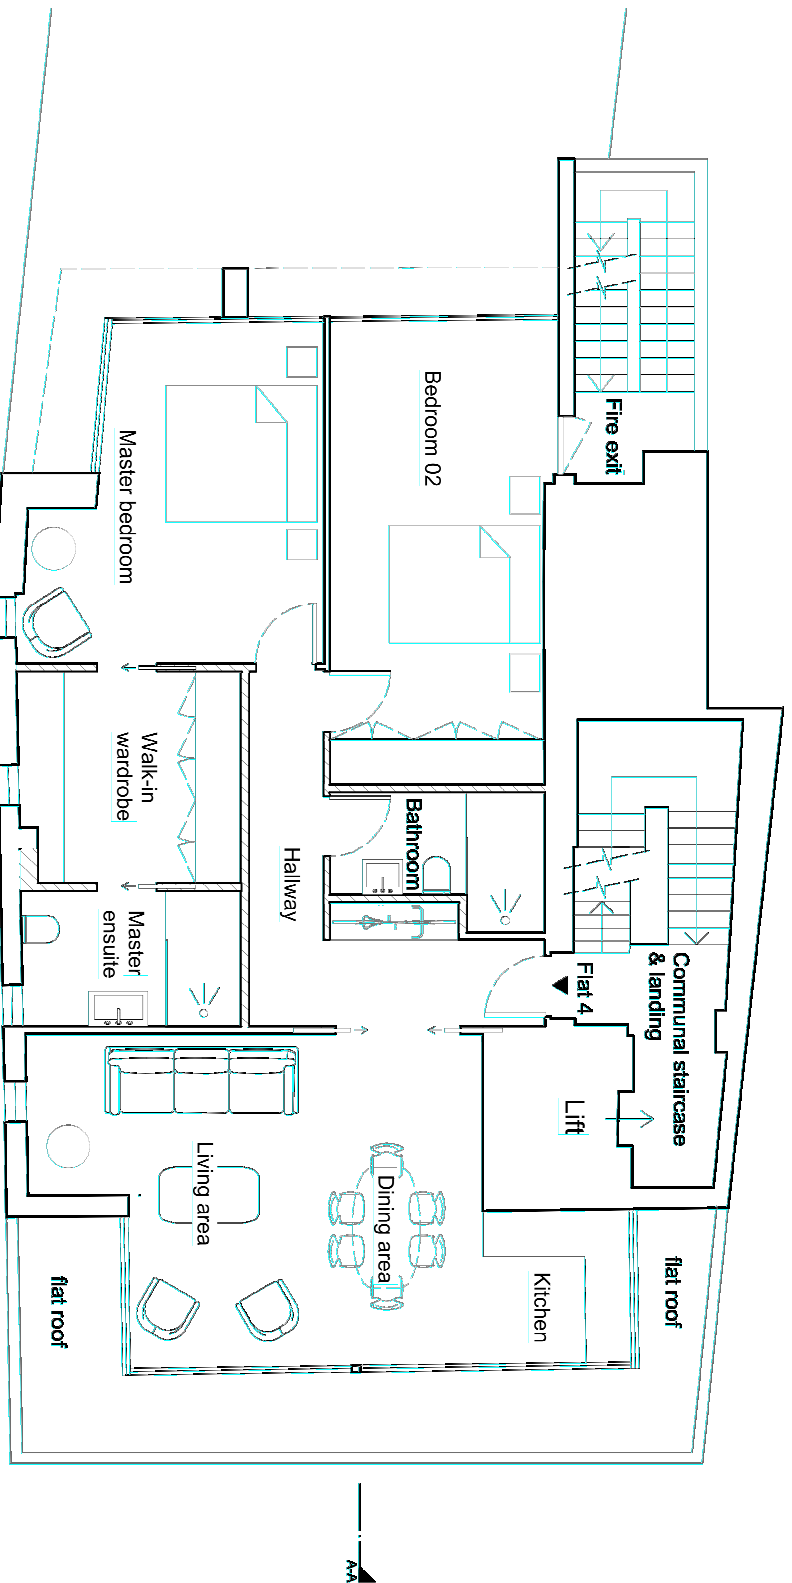 Fire exit
Bedroom 02
Master bedroom
Walk-in
wardrobe
Bathroom
Hallway
Master
ensuite
Flat 4
Communal staircase
& landing
Lift
Living area
Dining area
Kitchen
flat roof
flat roof
A-A